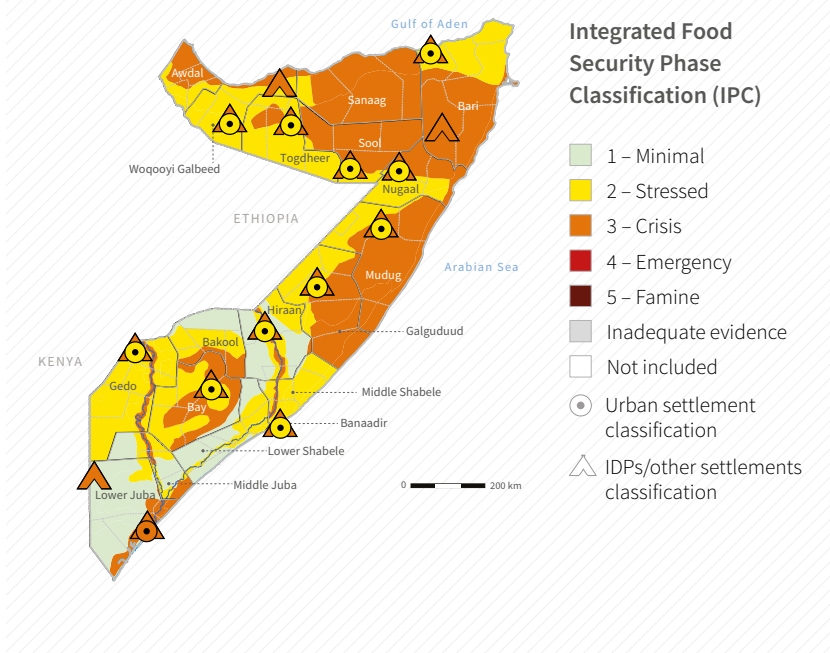 Gulf of Aden
Awdal
Sanaag
Bari
Sool
Togdheer
Woqooyi Galbeed
Nugaal
ETHIOPIA
Arabian Sea
Mudug
Hiraan
Galguduud
Bakool
KENYA
Gedo
Middle Shabele
Bay
Banaadir
Lower Shabele
Middle Juba
Lower Juba
0 200 km
Integrated Food
Security Phase
Classification (IPC)
1 – Minimal
2 – Stressed
3 – Crisis
4 – Emergency
5 – Famine
Inadequate evidence
Not included
Urban settlement
classification
IDPs/other settlements
classification